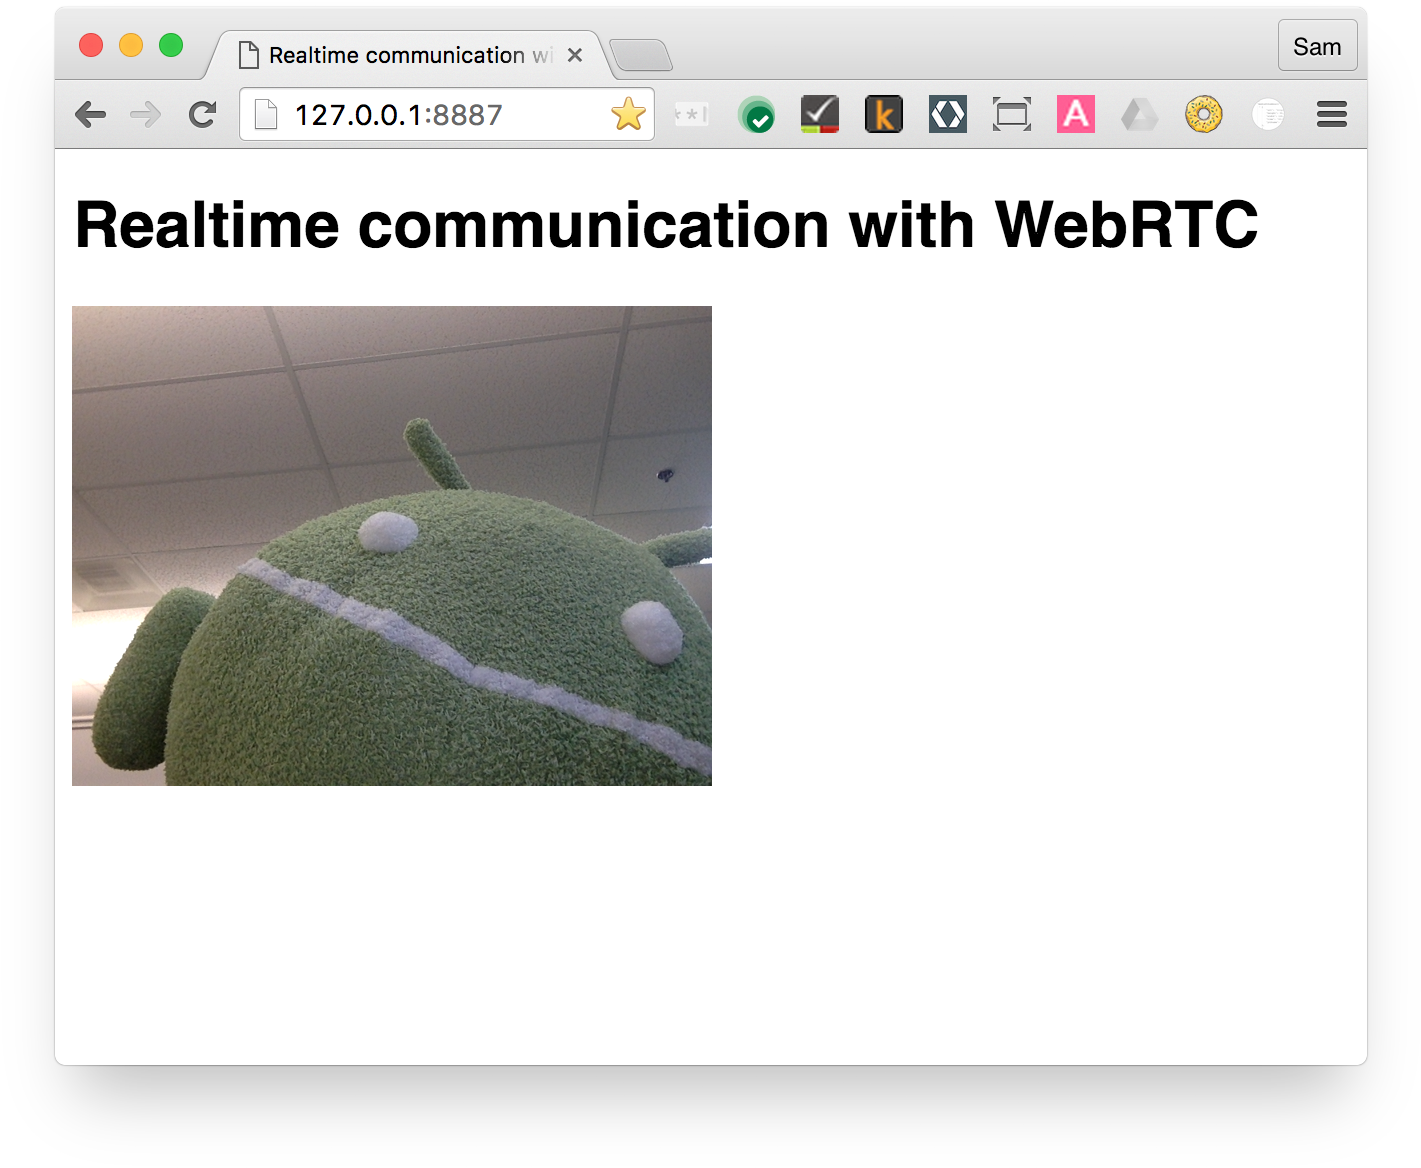 Realtime communication wi
Sam
127.0.0.1:8887
k
A
Realtime communication with WebRTC